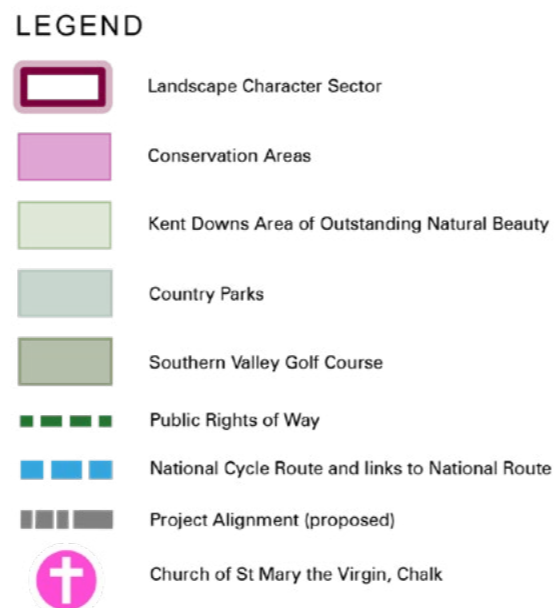 LEGEND
Landscape Character Sector
Conservation Areas
Kent Downs Area of Outstanding Natural Beauty
Country Parks
Southern Valley Golf Course
Public Rights of Way
National Cycle Route and links to National Route
Project Alignment (proposed)
Church of St Mary the Virgin, Chalk